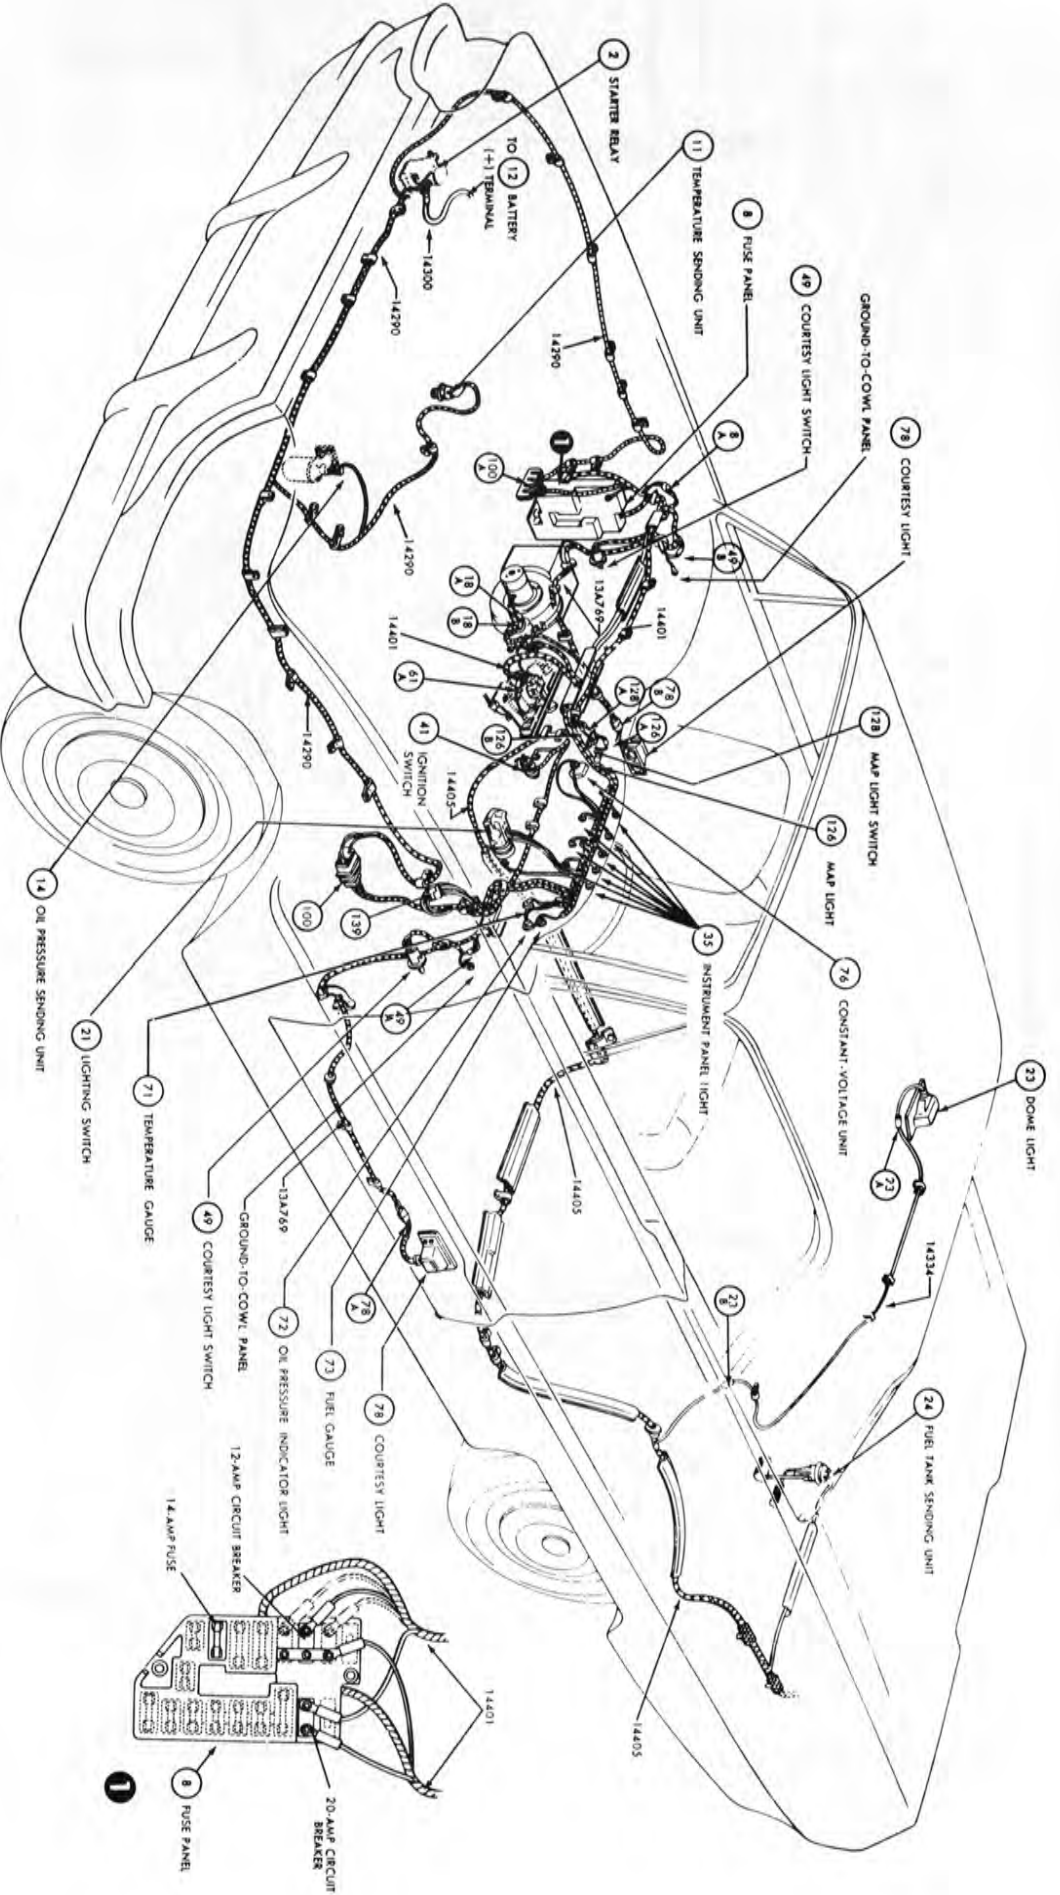 2 STARTER RELAY
TO 12 BATTERY
(+) TERMINAL
14300
14290
11 TEMPERATURE SENDING UNIT
8 FUSE PANEL
49 COURTESY LIGHT SWITCH
GROUND-TO-COWL PANEL
78 COURTESY LIGHT
14290
8 A
1
100 A
49 B
13A769
14401
18 A
18 B
14401
61 A
14290
128 A
78 B
126 A
126 B
128 MAP LIGHT SWITCH
126 MAP LIGHT
76 CONSTANT-VOLTAGE UNIT
35 INSTRUMENT PANEL LIGHT
41 IGNITION
SWITCH
14405
14290
100
139
49 A
14 OIL PRESSURE SENDING UNIT
21 LIGHTING SWITCH
71 TEMPERATURE GAUGE
49 COURTESY LIGHT SWITCH
GROUND-TO-COWL PANEL
13A769
72 OIL PRESSURE INDICATOR LIGHT
73 FUEL GAUGE
78 COURTESY LIGHT
78 A
14405
23 DOME LIGHT
23 A
14334
23 B
24 FUEL TANK SENDING UNIT
14405
12-AMP CIRCUIT BREAKER
14-AMP FUSE
14401
20-AMP CIRCUIT
BREAKER
8 FUSE PANEL
1